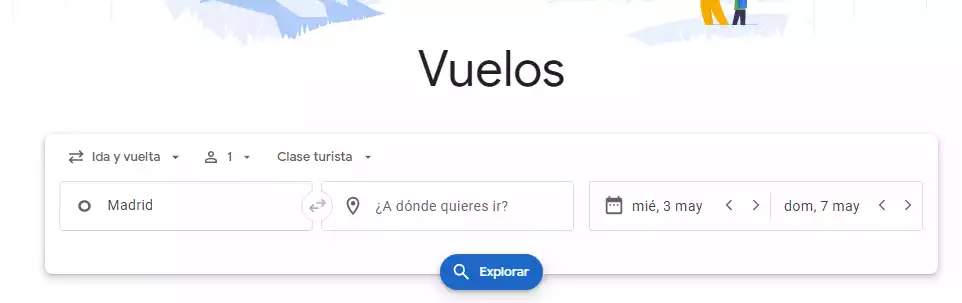 Vuelos
Ida y vuelta 1 Clase turista
Madrid ¿A dónde quieres ir? mié, 3 may dom, 7 may
Explorar